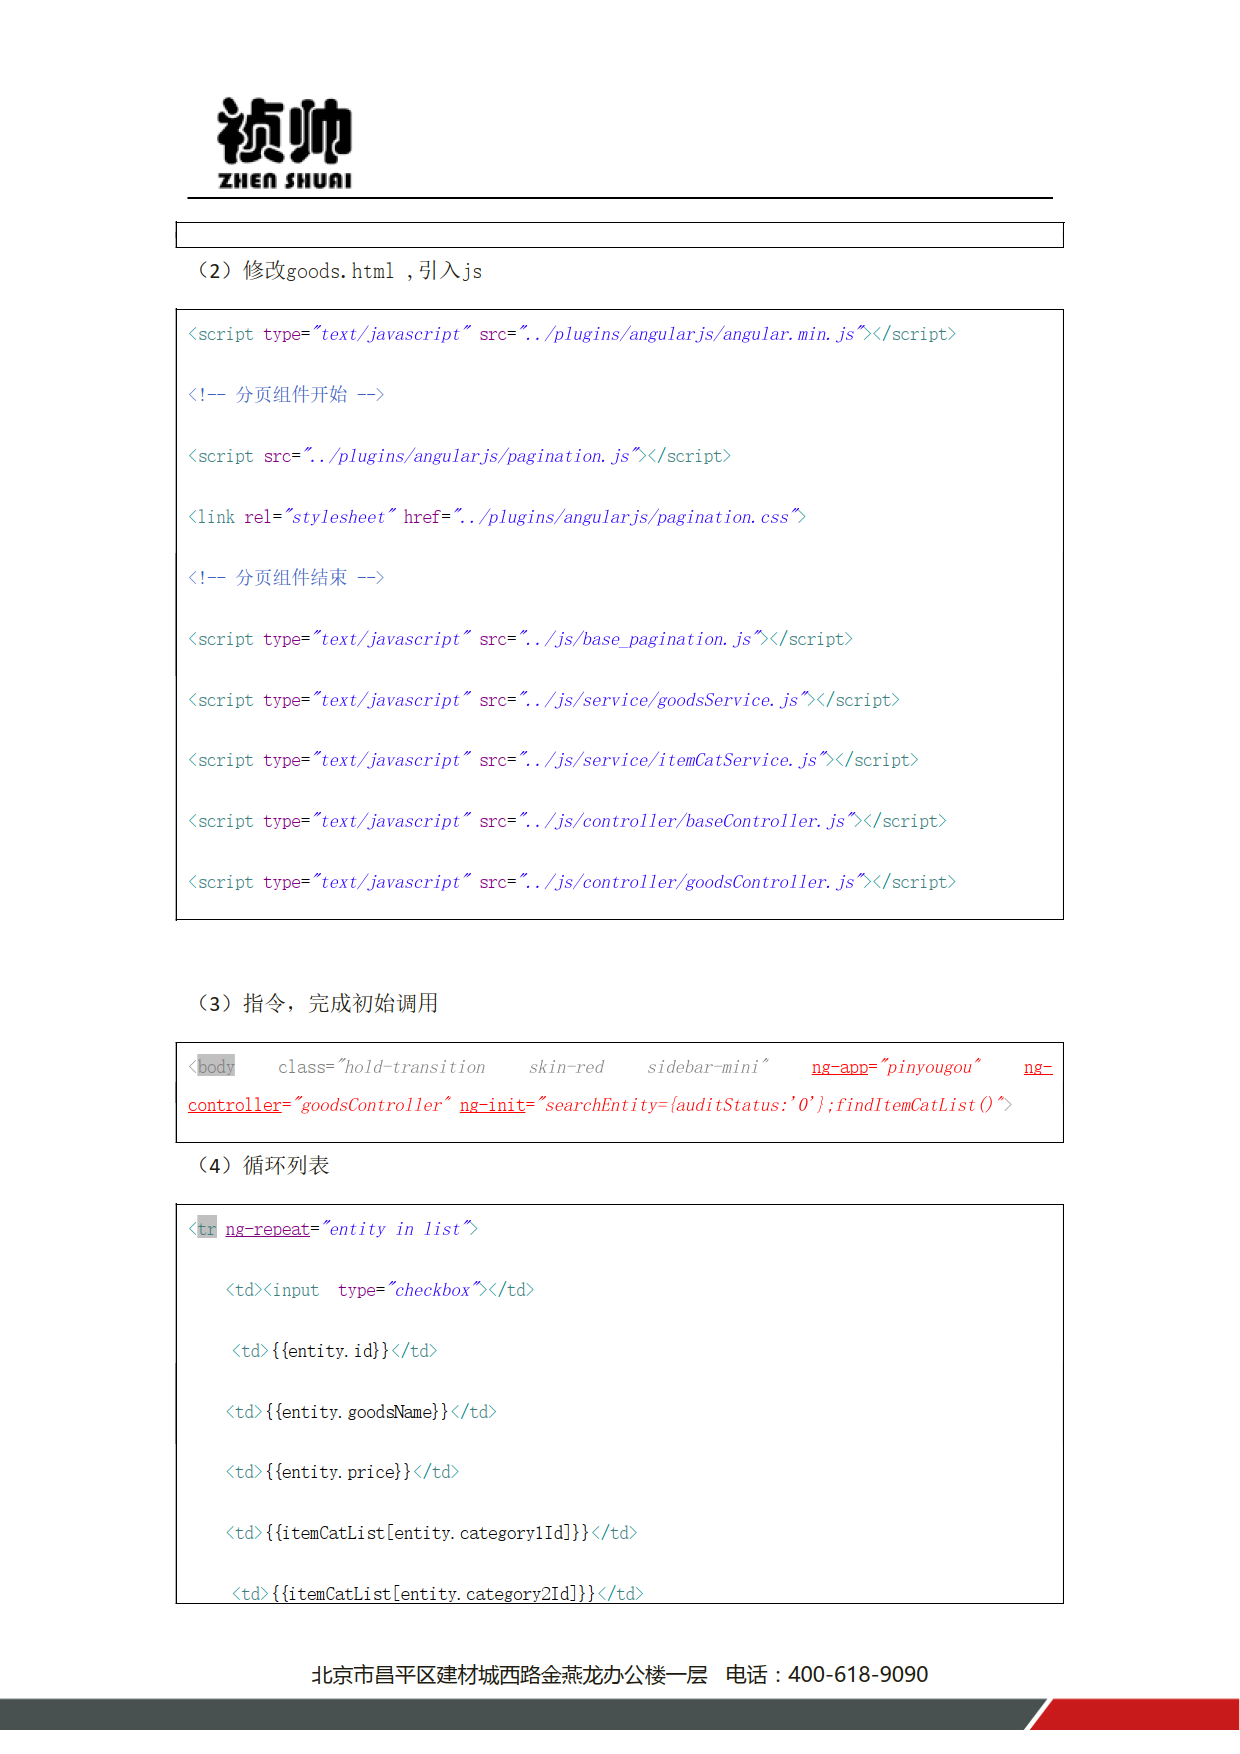 祯帅
ZHEN SHUAI
（2）修改goods.html ,引入js
<script type="text/javascript" src="../plugins/angularjs/angular.min.js"></script>
<!-- 分页组件开始 -->
<script src="../plugins/angularjs/pagination.js"></script>
<link rel="stylesheet" href="../plugins/angularjs/pagination.css">
<!-- 分页组件结束 -->
<script type="text/javascript" src="../js/base_pagination.js"></script>
<script type="text/javascript" src="../js/service/goodsService.js"></script>
<script type="text/javascript" src="../js/service/itemCatService.js"></script>
<script type="text/javascript" src="../js/controller/baseController.js"></script>
<script type="text/javascript" src="../js/controller/goodsController.js"></script>
（3）指令，完成初始调用
<body class="hold-transition skin-red sidebar-mini" ng-app="pinyougou" ng-
controller="goodsController" ng-init="searchEntity={auditStatus:'0'};findItemCatList()">
（4）循环列表
<tr ng-repeat="entity in list">
<td><input type="checkbox"></td>
<td>{{entity.id}}</td>
<td>{{entity.goodsName}}</td>
<td>{{entity.price}}</td>
<td>{{itemCatList[entity.category1Id]}}</td>
<td>{{itemCatList[entity.category2Id]}}</td>
北京市昌平区建材城西路金燕龙办公楼一层 电话：400-618-9090